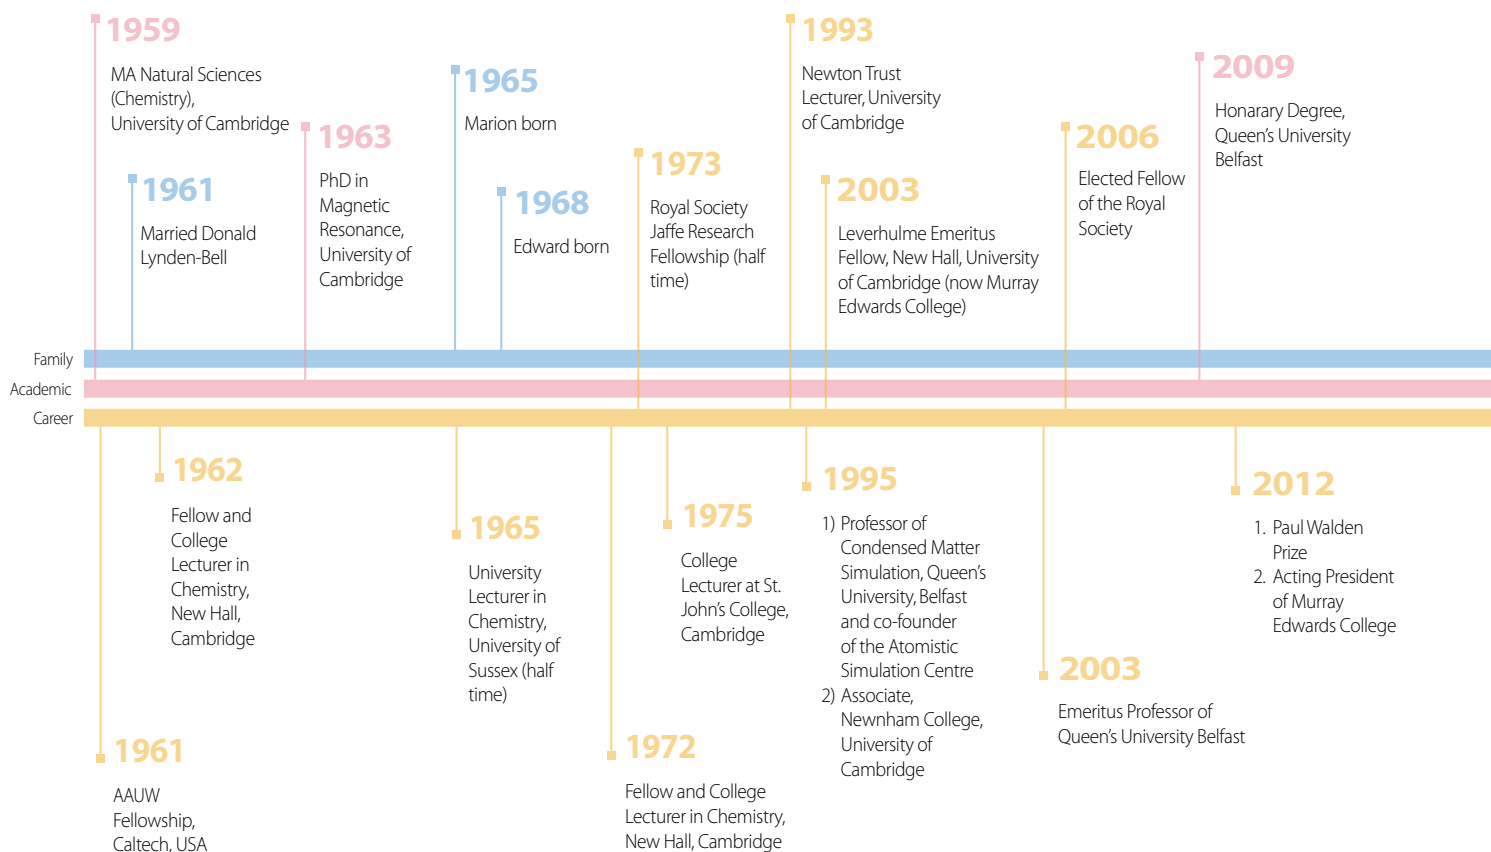 1959
MA Natural Sciences
(Chemistry),
University of Cambridge
1961
Married Donald
Lynden-Bell
1963
PhD in
Magnetic
Resonance,
University of
Cambridge
1965
Marion born
1968
Edward born
1973
Royal Society
Jaffe Research
Fellowship (half
time)
1993
Newton Trust
Lecturer, University
of Cambridge
2003
Leverhulme Emeritus
Fellow, New Hall, University
of Cambridge (now Murray
Edwards College)
2006
Elected Fellow
of the Royal
Society
2009
Honarary Degree,
Queen's University
Belfast
Family
Academic
Career
1961
AAUW
Fellowship,
Caltech, USA
1962
Fellow and
College
Lecturer in
Chemistry,
New Hall,
Cambridge
1965
University
Lecturer in
Chemistry,
University of
Sussex (half
time)
1972
Fellow and College
Lecturer in Chemistry,
New Hall, Cambridge
1975
College
Lecturer at St.
John's College,
Cambridge
1995
1) Professor of
Condensed Matter
Simulation, Queen's
University, Belfast
and co-founder
of the Atomistic
Simulation Centre
2) Associate,
Newnham College,
University of
Cambridge
2003
Emeritus Professor of
Queen's University Belfast
2012
1. Paul Walden
Prize
2. Acting President
of Murray
Edwards College